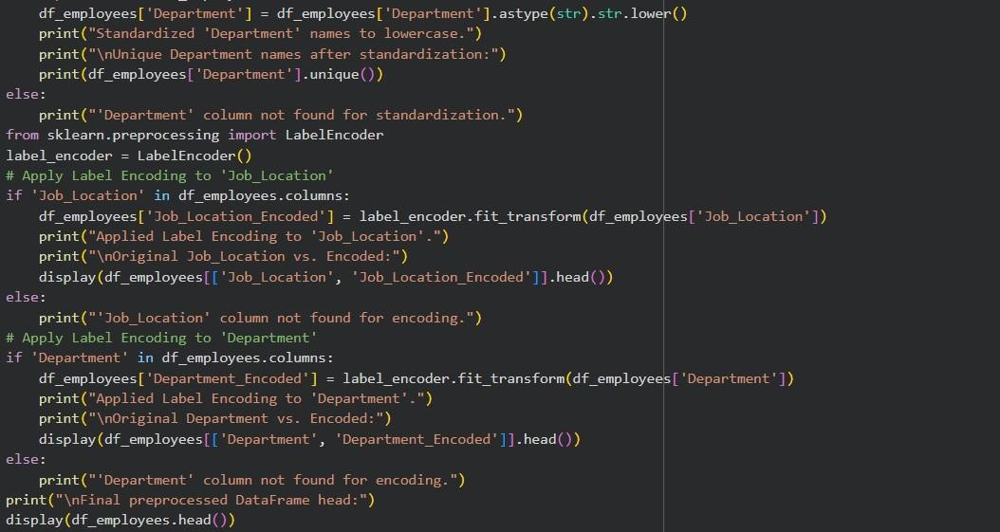 df_employees['Department'] = df_employees['Department'].astype(str).str.lower()
    print("Standardized 'Department' names to lowercase.")
    print("\nUnique Department names after standardization:")
    print(df_employees['Department'].unique())
else:
    print("'Department' column not found for standardization.")
from sklearn.preprocessing import LabelEncoder
label_encoder = LabelEncoder()
# Apply Label Encoding to 'Job_Location'
if 'Job_Location' in df_employees.columns:
    df_employees['Job_Location_Encoded'] = label_encoder.fit_transform(df_employees['Job_Location'])
    print("Applied Label Encoding to 'Job_Location'.")
    print("\nOriginal Job_Location vs. Encoded:")
    display(df_employees[['Job_Location', 'Job_Location_Encoded']].head())
else:
    print("'Job_Location' column not found for encoding.")
# Apply Label Encoding to 'Department'
if 'Department' in df_employees.columns:
    df_employees['Department_Encoded'] = label_encoder.fit_transform(df_employees['Department'])
    print("Applied Label Encoding to 'Department'.")
    print("\nOriginal Department vs. Encoded:")
    display(df_employees[['Department', 'Department_Encoded']].head())
else:
    print("'Department' column not found for encoding.")
print("\nFinal preprocessed DataFrame head:")
display(df_employees.head())